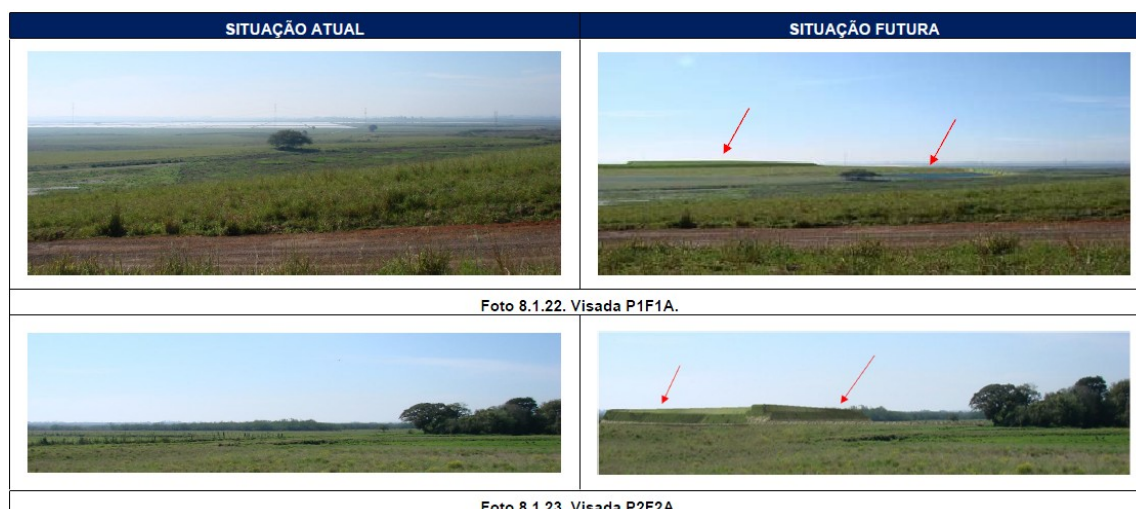 SITUAÇÃO ATUAL
SITUAÇÃO FUTURA
Foto 8.1.22. Visada P1F1A.
Foto 8.1.23. Visada P2F2A